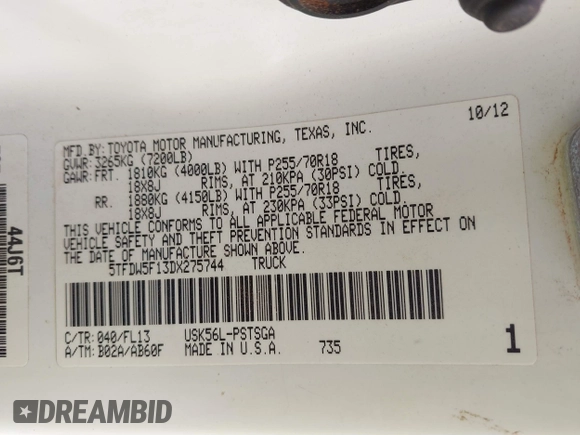 10/12
MFD.BY:TOYOTA MOTOR MANUFACTURING, TEXAS, INC.
GVWR:3265KG (7200LB)
GAWR:FRT. 1810KG (4000LB) WITH P255/70R18 TIRES,
18X8J RIMS, AT 210KPA (30PSI) COLD.
RR. 1880KG (4150LB) WITH P255/70R18 TIRES,
18X8J RIMS, AT 230KPA (33PSI) COLD.
THIS VEHICLE CONFORMS TO ALL APPLICABLE FEDERAL MOTOR
VEHICLE SAFETY AND THEFT PREVENTION STANDARDS IN EFFECT ON
THE DATE OF MANUFACTURE SHOWN ABOVE.
5TFDW5F13DX275744 TRUCK
C/TR:040/FL13 USK56L-PSTSGA
A/TM:B02A/AB60F MADE IN U.S.A. 735
1
44J6T
DREAMBID